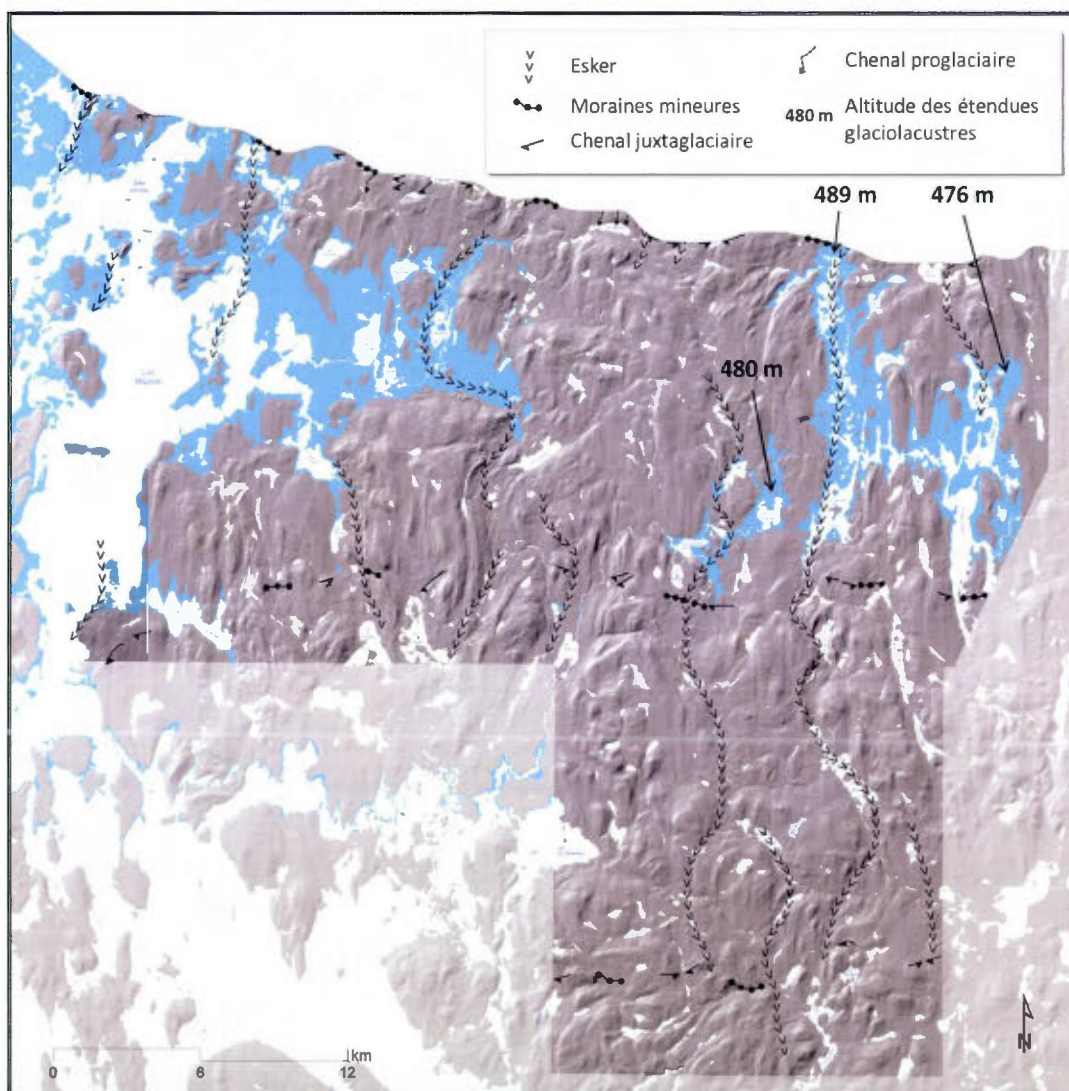 Esker
Moraines mineures
Chenal juxtaglaciaire
Chenal proglaciaire
480 m Altitude des étendues
glaciolacustres
489 m
476 m
480 m
Lac
km
0 6 12
N